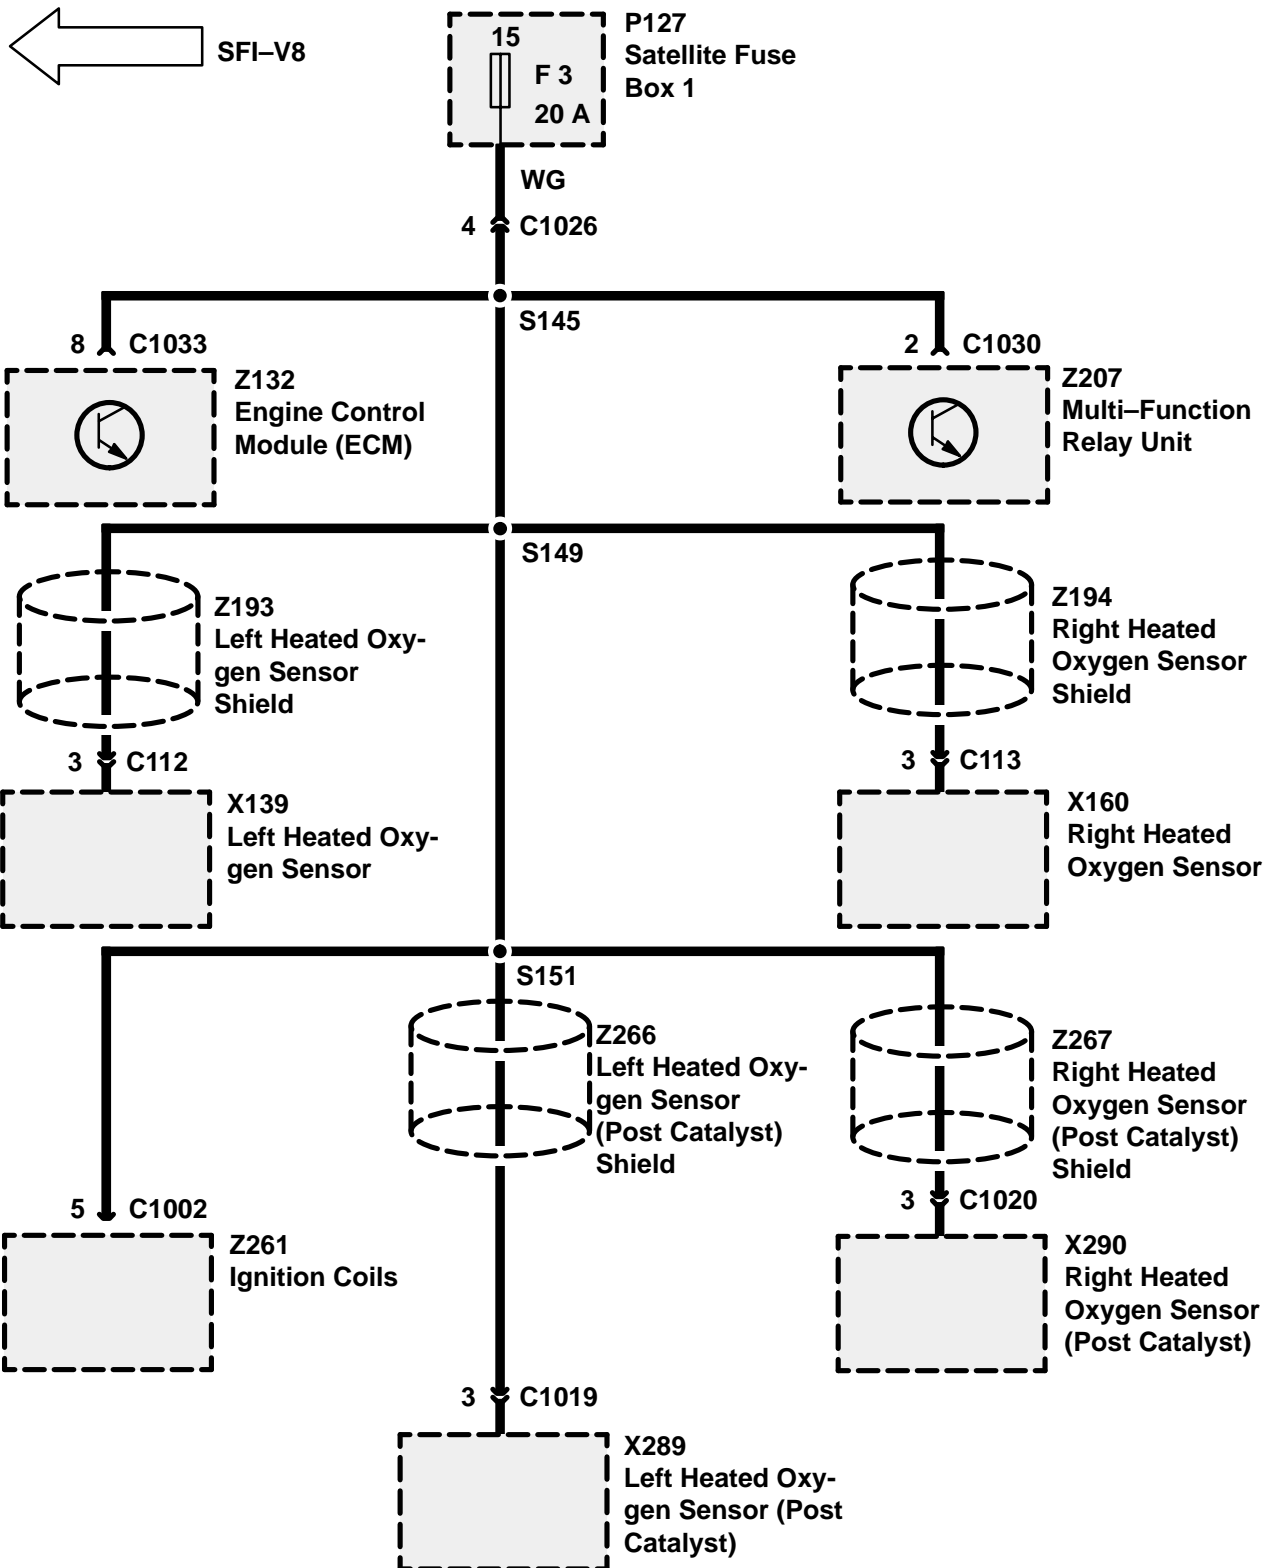 SFI–V8
15
F 3
20 A
P127
Satellite Fuse
Box 1
WG
4 C1026
S145
8 C1033
Z132
Engine Control
Module (ECM)
2 C1030
Z207
Multi–Function
Relay Unit
S149
Z193
Left Heated Oxy-
gen Sensor
Shield
Z194
Right Heated
Oxygen Sensor
Shield
3 C112
X139
Left Heated Oxy-
gen Sensor
3 C113
X160
Right Heated
Oxygen Sensor
S151
Z266
Left Heated Oxy-
gen Sensor
(Post Catalyst)
Shield
Z267
Right Heated
Oxygen Sensor
(Post Catalyst)
Shield
5 C1002
Z261
Ignition Coils
3 C1020
X290
Right Heated
Oxygen Sensor
(Post Catalyst)
3 C1019
X289
Left Heated Oxy-
gen Sensor (Post
Catalyst)